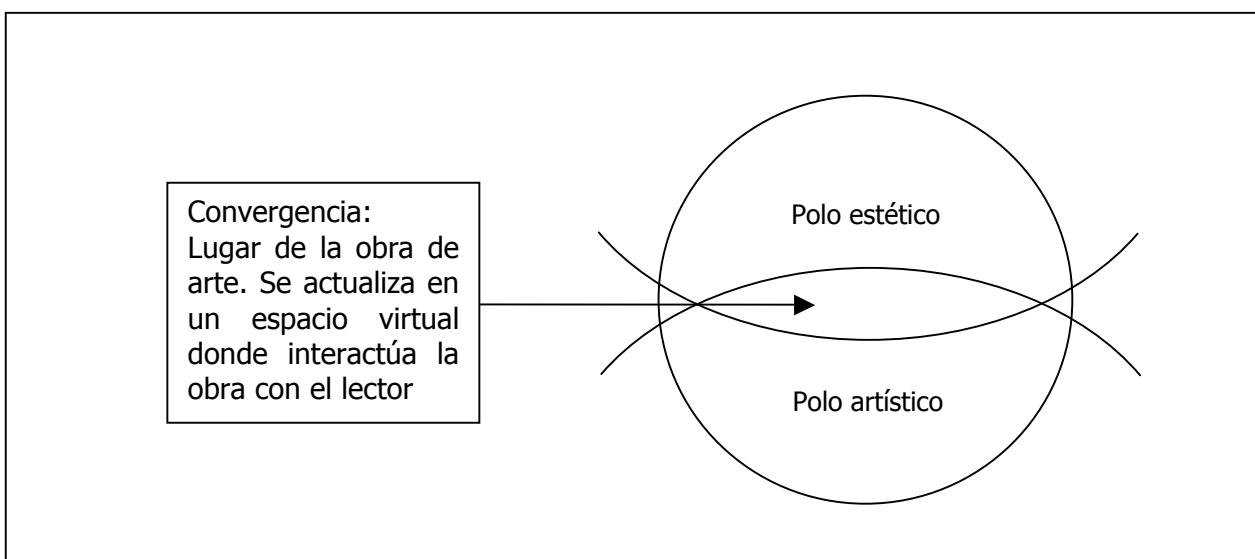 Convergencia:
Lugar de la obra de
arte. Se actualiza en
un espacio virtual
donde interactúa la
obra con el lector
Polo estético
Polo artístico